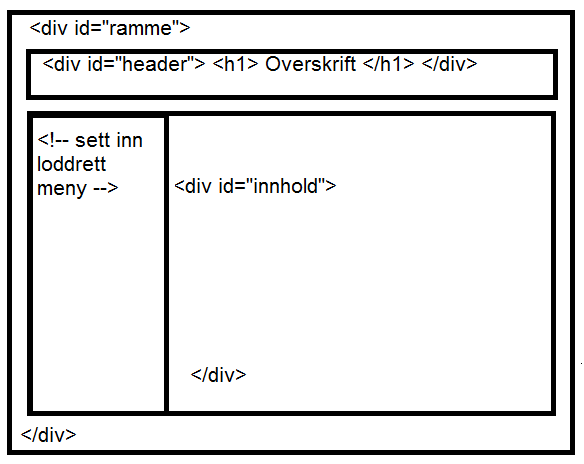 <div id="ramme">
<div id="header"> <h1> Overskrift </h1> </div>
<!-- sett inn
loddrett
meny -->
<div id="innhold">
</div>
</div>